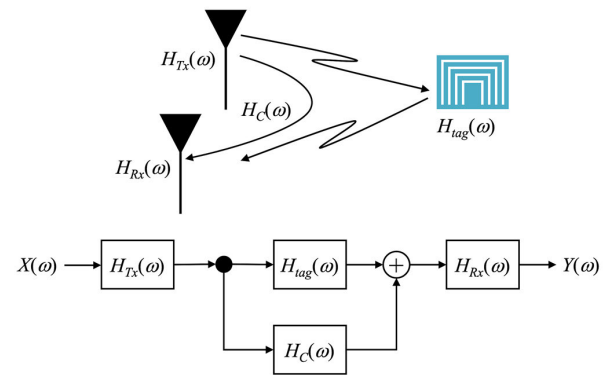 H_Tx(ω)
H_C(ω)
H_tag(ω)
H_Rx(ω)
X(ω) H_Tx(ω) H_tag(ω) + H_Rx(ω) Y(ω)
H_C(ω)